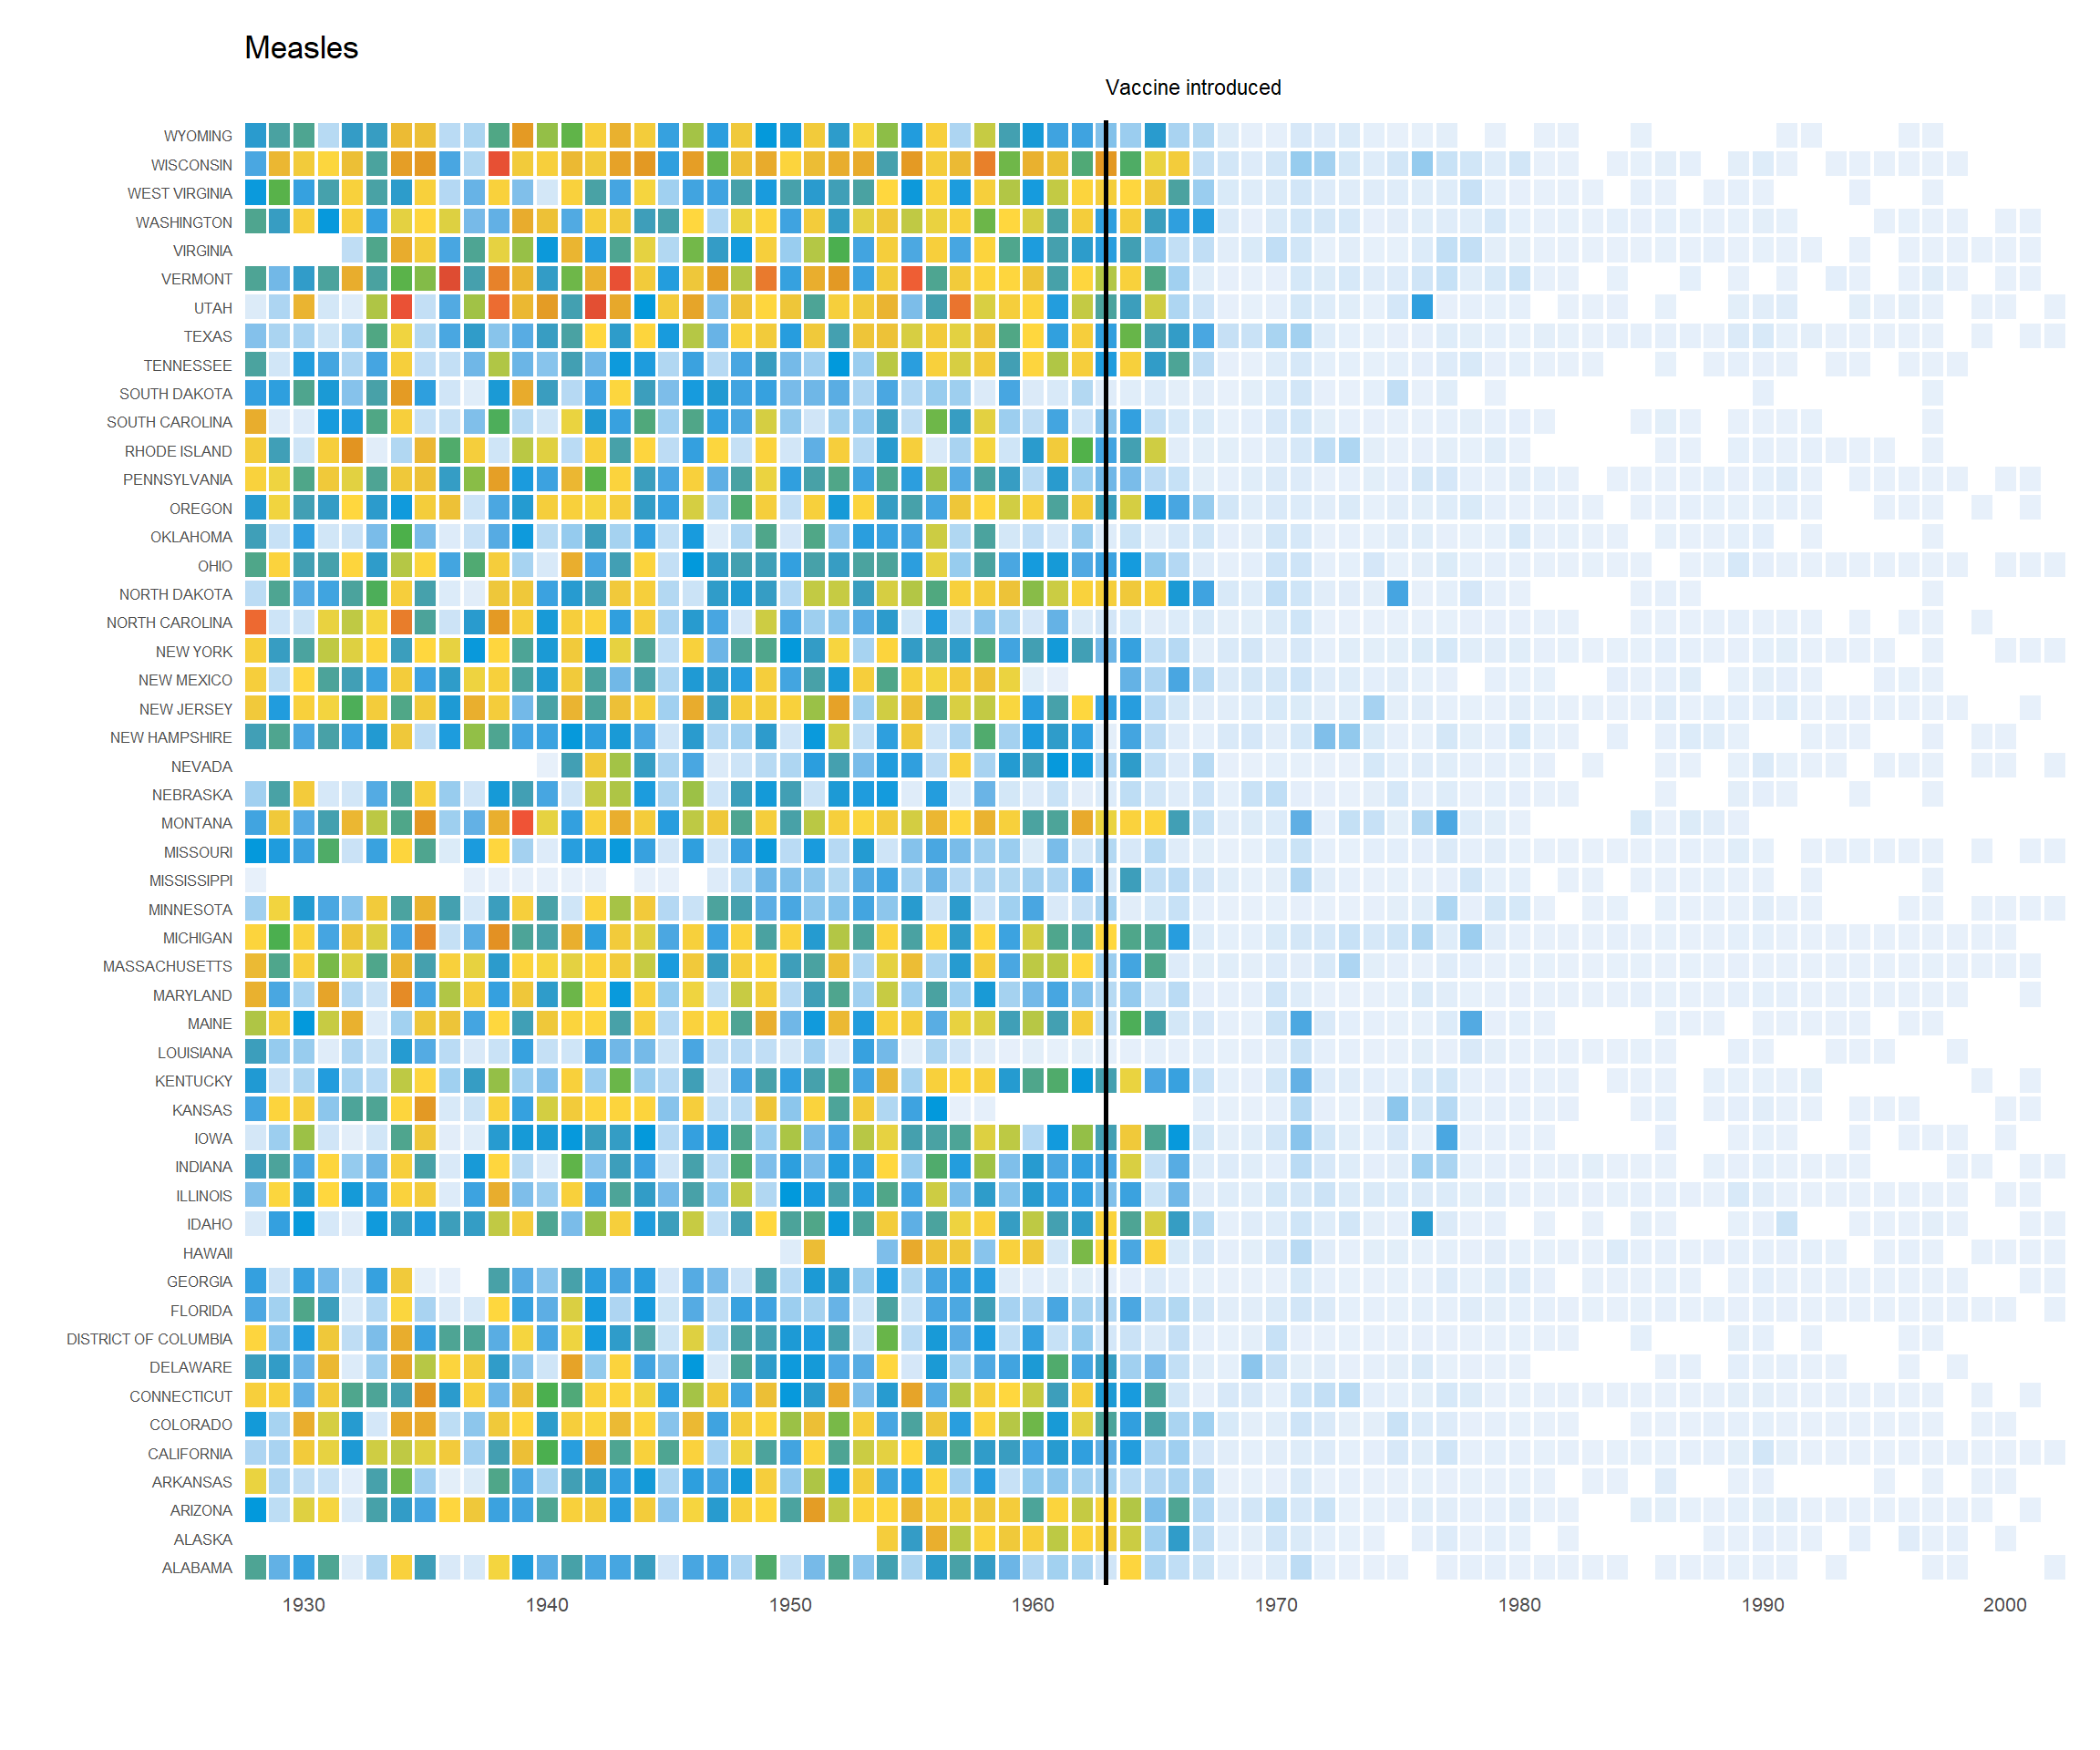 Measles
Vaccine introduced
WYOMING
WISCONSIN
WEST VIRGINIA
WASHINGTON
VIRGINIA
VERMONT
UTAH
TEXAS
TENNESSEE
SOUTH DAKOTA
SOUTH CAROLINA
RHODE ISLAND
PENNSYLVANIA
OREGON
OKLAHOMA
OHIO
NORTH DAKOTA
NORTH CAROLINA
NEW YORK
NEW MEXICO
NEW JERSEY
NEW HAMPSHIRE
NEVADA
NEBRASKA
MONTANA
MISSOURI
MISSISSIPPI
MINNESOTA
MICHIGAN
MASSACHUSETTS
MARYLAND
MAINE
LOUISIANA
KENTUCKY
KANSAS
IOWA
INDIANA
ILLINOIS
IDAHO
HAWAII
GEORGIA
FLORIDA
DISTRICT OF COLUMBIA
DELAWARE
CONNECTICUT
COLORADO
CALIFORNIA
ARKANSAS
ARIZONA
ALASKA
ALABAMA
1930 1940 1950 1960 1970 1980 1990 2000